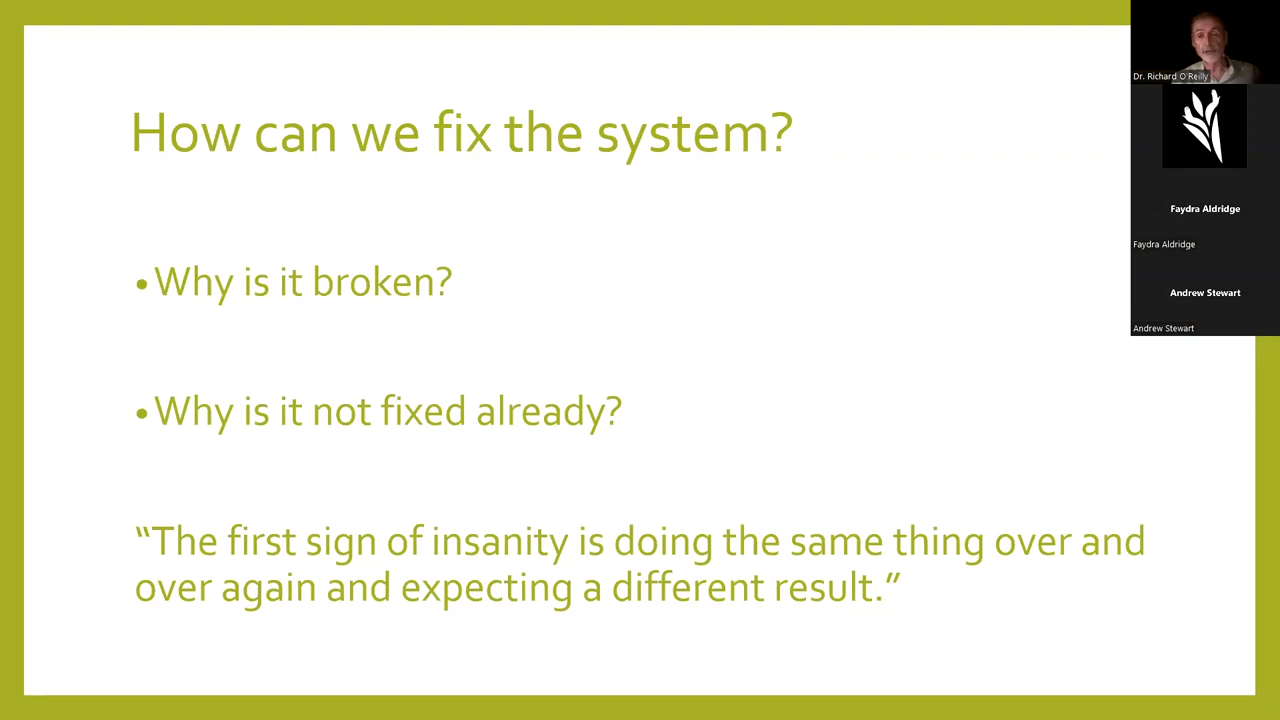 How can we fix the system?
•Why is it broken?
•Why is it not fixed already?
“The first sign of insanity is doing the same thing over and
over again and expecting a different result.”
Dr. Richard O'Reilly
Faydra Aldridge
Faydra Aldridge
Andrew Stewart
Andrew Stewart